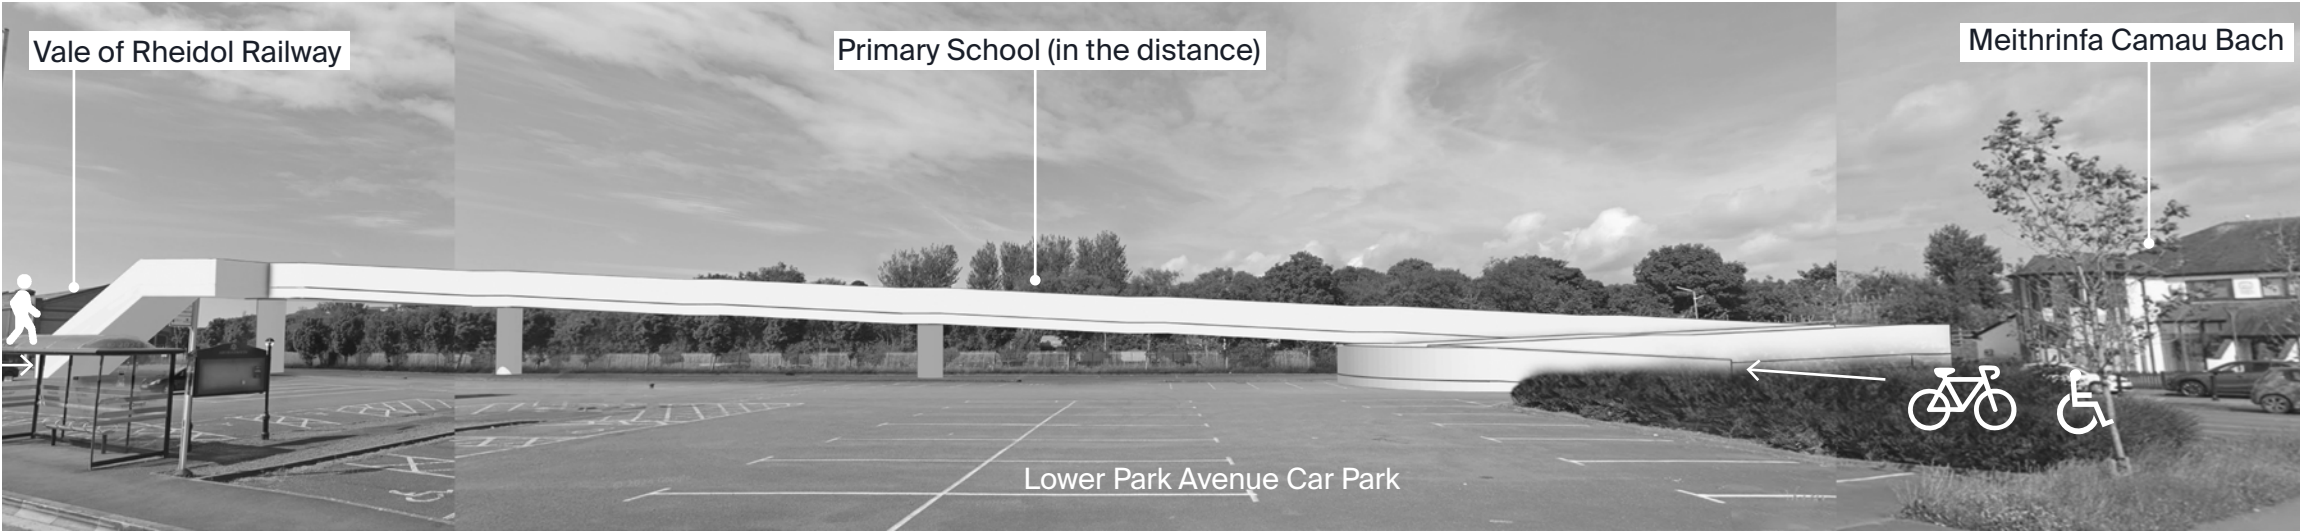 Vale of Rheidol Railway
Primary School (in the distance)
Meithrinfa Camau Bach
Lower Park Avenue Car Park